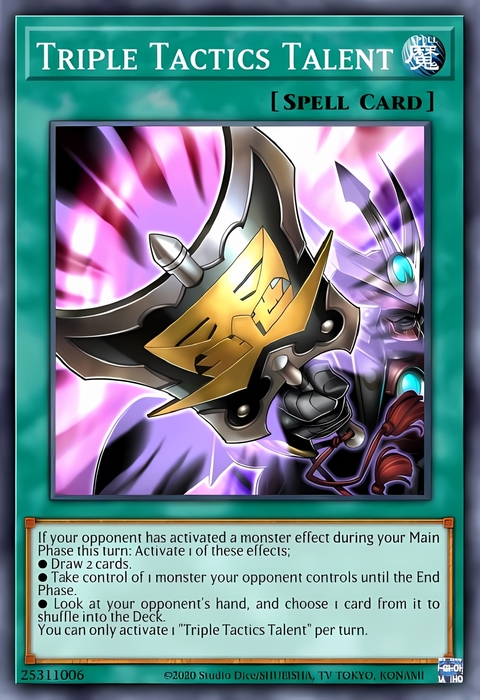 TRIPLE TACTICS TALENT 魔
[SPELL CARD]
If your opponent has activated a monster effect during your Main
Phase this turn: Activate 1 of these effects;
● Draw 2 cards.
● Take control of 1 monster your opponent controls until the End
Phase.
● Look at your opponent's hand, and choose 1 card from it to
shuffle into the Deck.
You can only activate 1 "Triple Tactics Talent" per turn.
25311006
©2020 Studio Dice/SHUEISHA, TV TOKYO, KONAMI